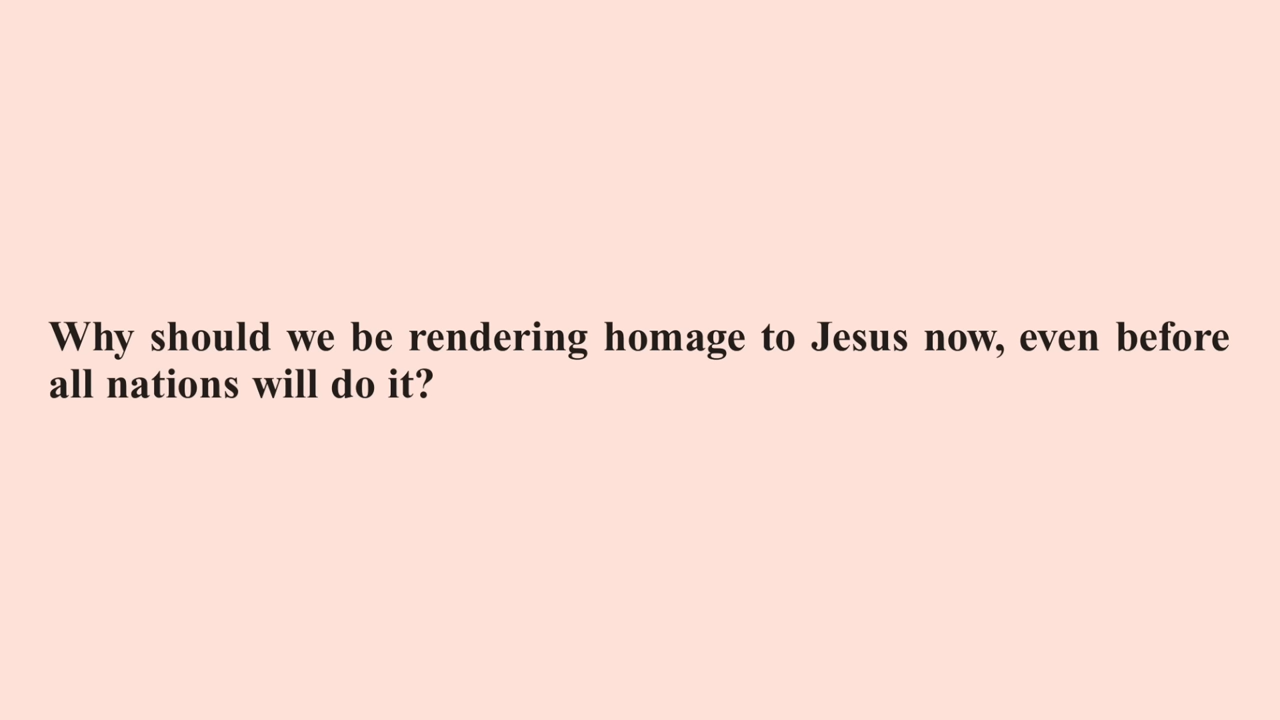 Why should we be rendering homage to Jesus now, even before
all nations will do it?